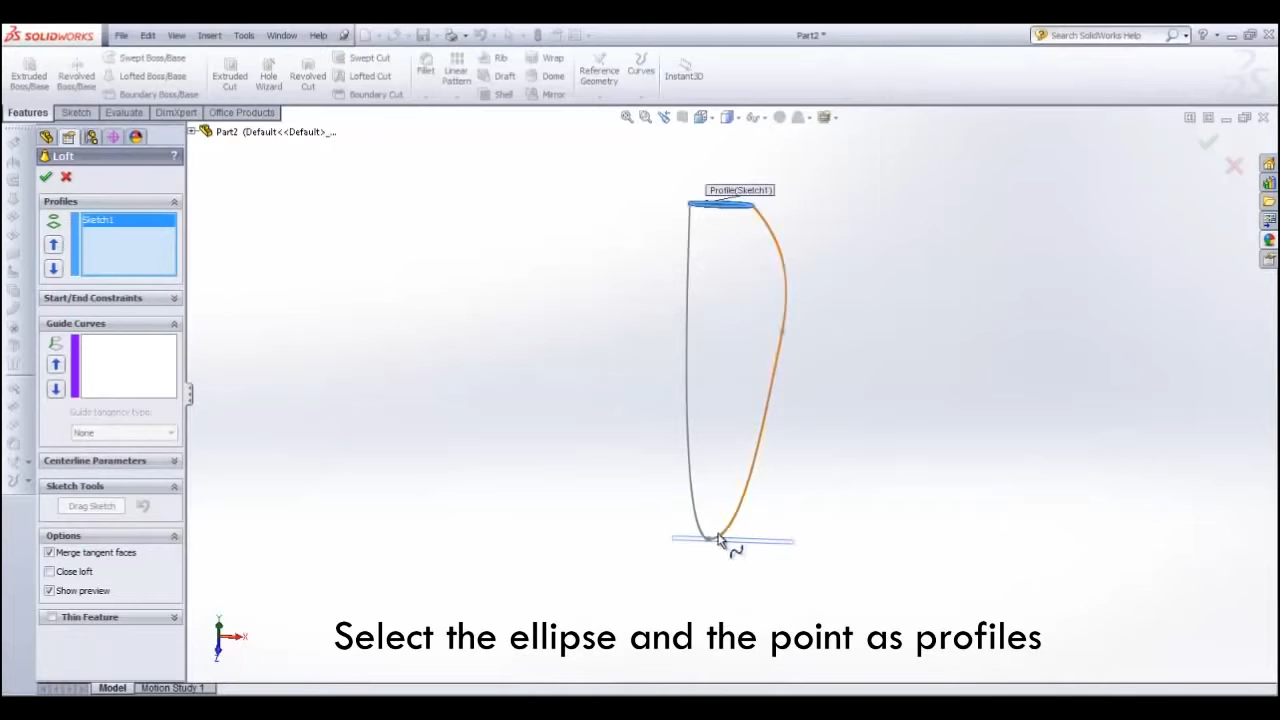 SOLIDWORKS File Edit View Insert Tools Window Help Part2 * Search SolidWorks Help
Extruded Boss/Base
Revolved Boss/Base
Swept Boss/Base
Lofted Boss/Base
Boundary Boss/Base
Extruded Cut
Hole Wizard
Revolved Cut
Swept Cut
Lofted Cut
Boundary Cut
Fillet
Linear Pattern
Rib
Draft
Shell
Wrap
Dome
Mirror
Reference Geometry
Curves
Instant3D
Features Sketch Evaluate DimXpert Office Products
Part2 (Default<<Default>_...
Loft ?
Profiles
Sketch1
Start/End Constraints
Guide Curves
Guide tangency type:
None
Centerline Parameters
Sketch Tools
Drag Sketch
Options
Merge tangent faces
Close loft
Show preview
Thin Feature
Profile(Sketch1)
Y
X
Z
Select the ellipse and the point as profiles
Model Motion Study 1